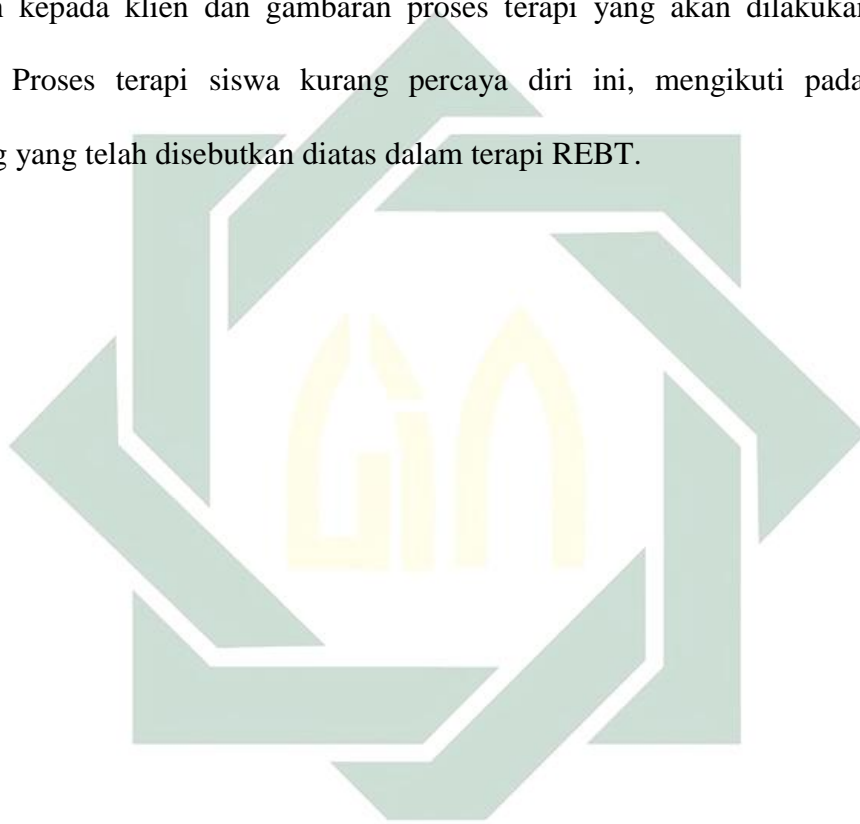 kepada klien dan gambaran proses terapi yang akan dilakukan
Proses terapi siswa kurang percaya diri ini, mengikuti pada
yang telah disebutkan diatas dalam terapi REBT.